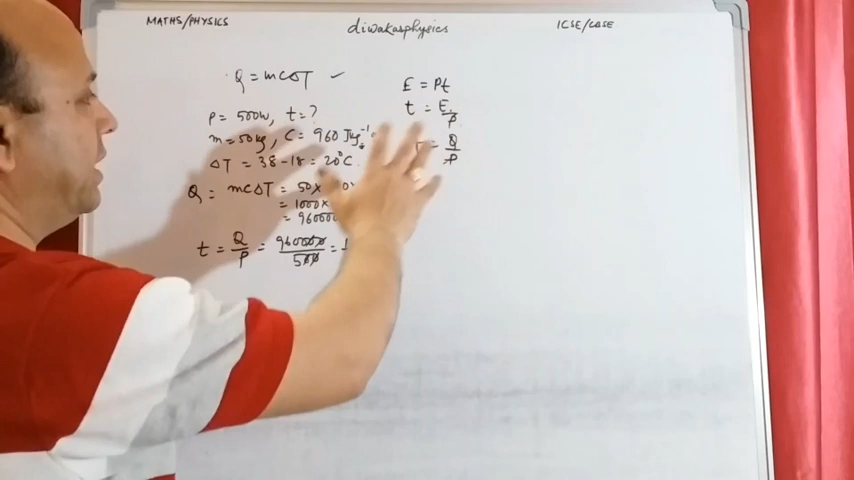 MATHS/PHYSICS
diwakarphysics
ICSE/CBSE
Q = mcΔT ✓
P = 500W, t = ?
m = 50kg, C = 960 Jkg⁻¹
ΔT = 38 - 18 = 20°C
Q = mcΔT = 50×
= 1000×
= 960000
t = Q/P = 960000/500 =
E = Pt
t = E/P
= Q/P